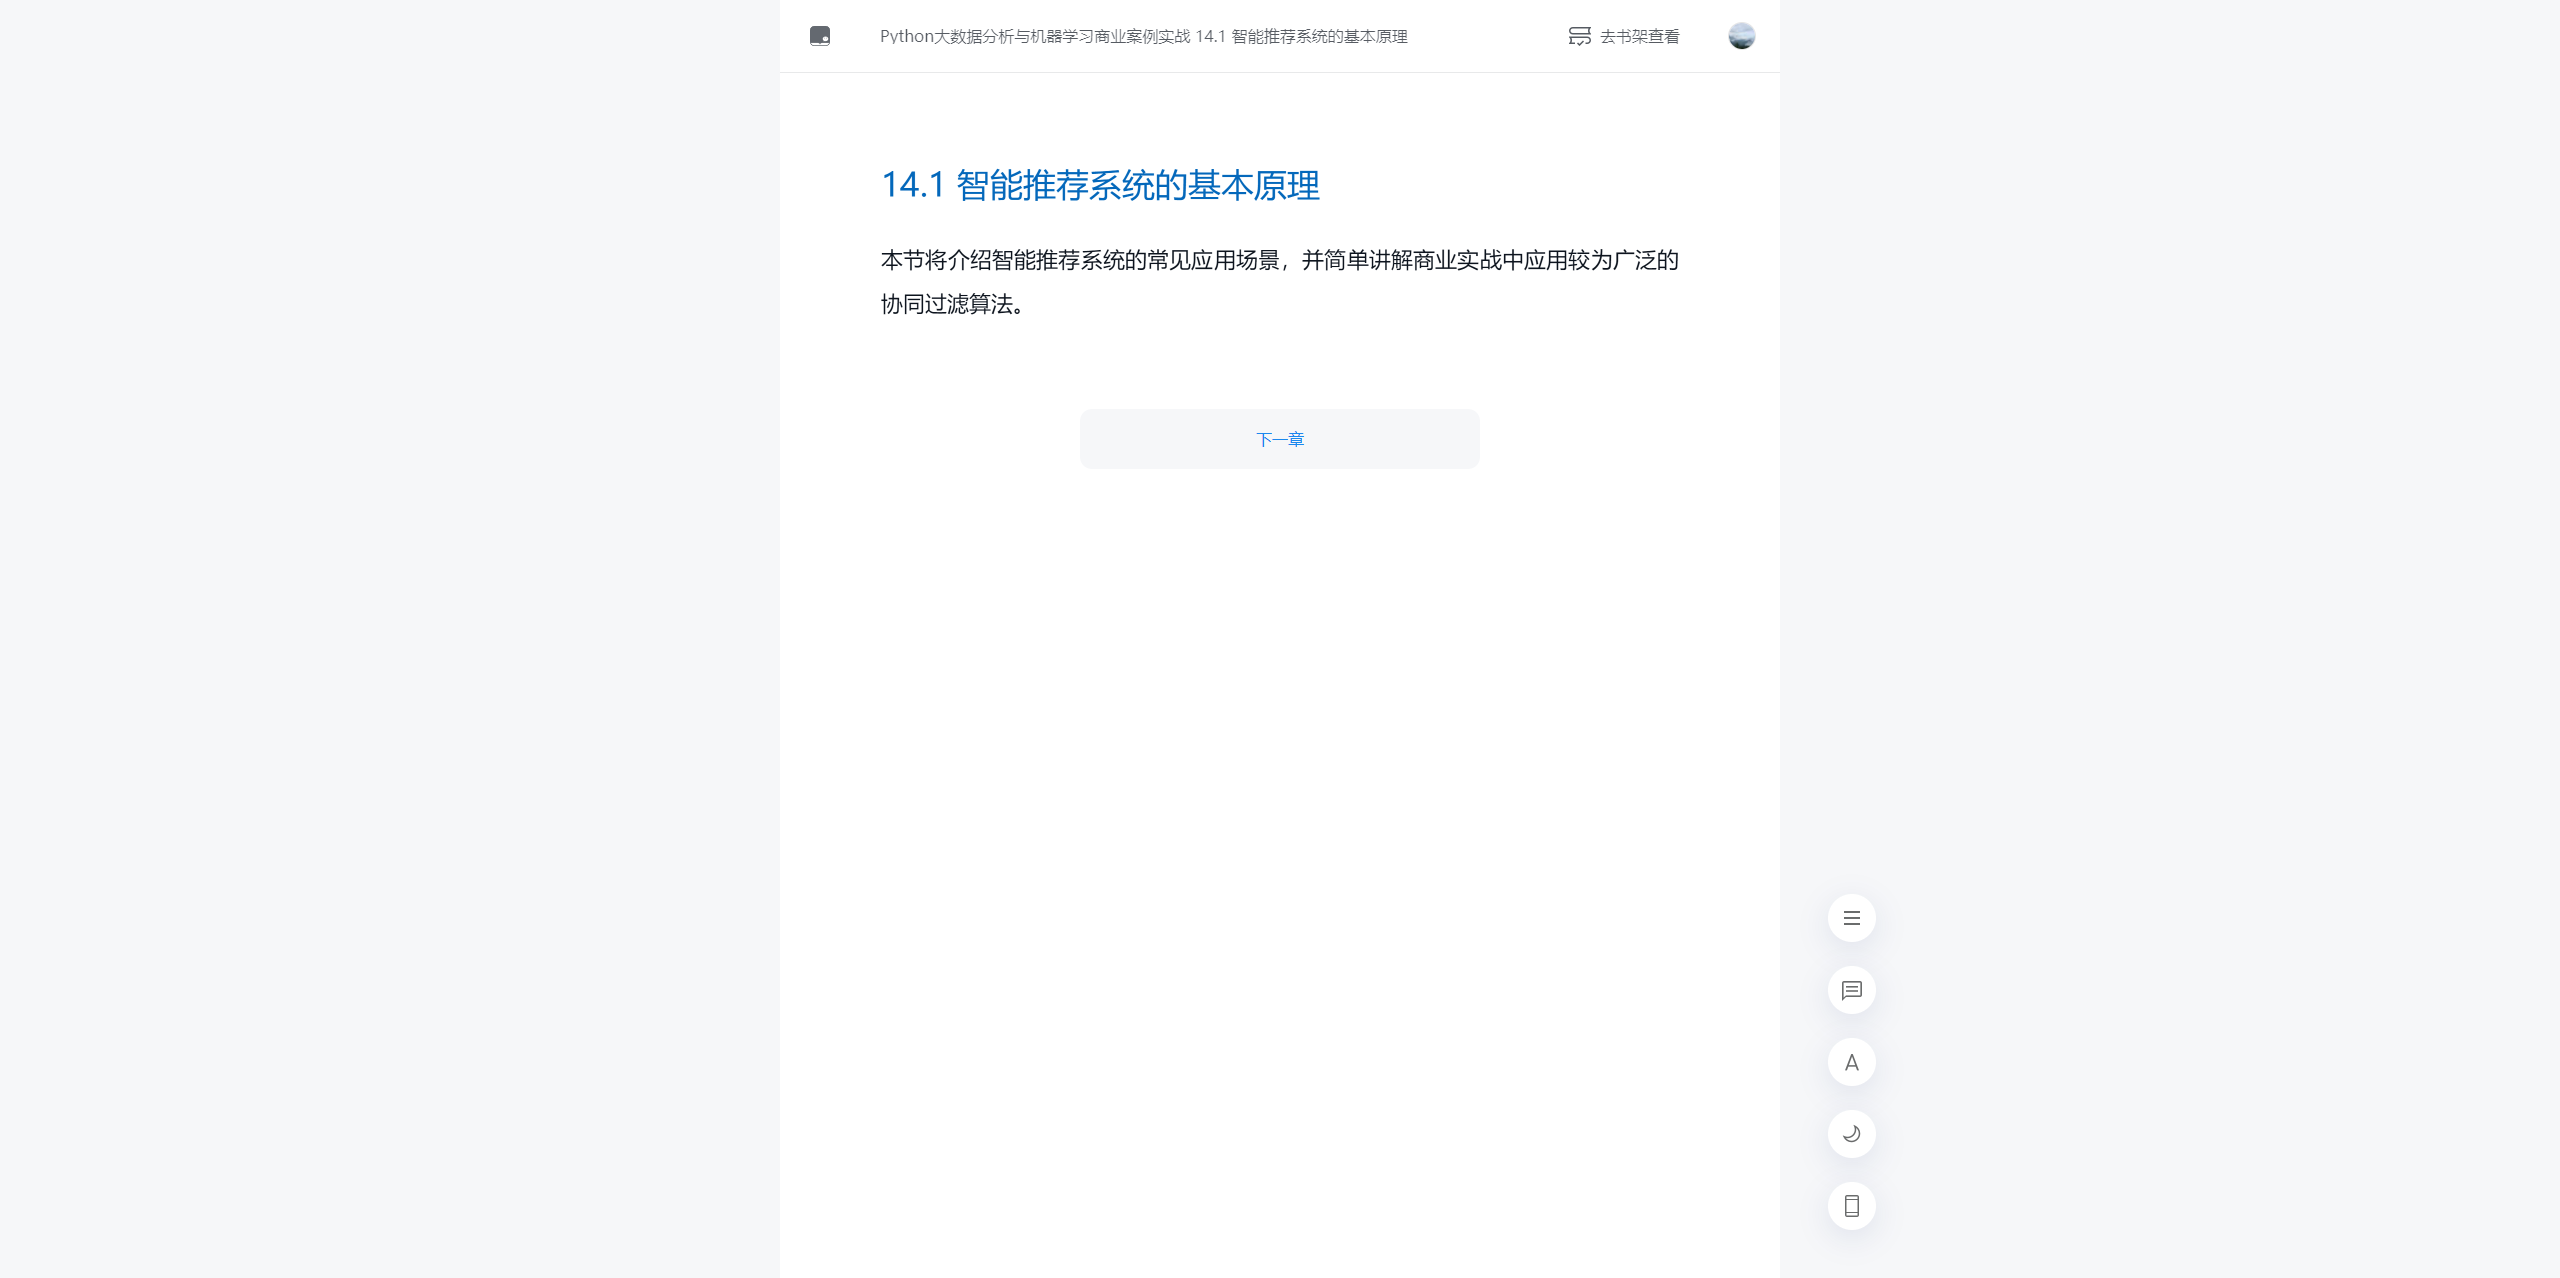 Python大数据分析与机器学习商业案例实战 14.1 智能推荐系统的基本原理
去书架查看
14.1 智能推荐系统的基本原理
本节将介绍智能推荐系统的常见应用场景，并简单讲解商业实战中应用较为广泛的
协同过滤算法。
下一章
A